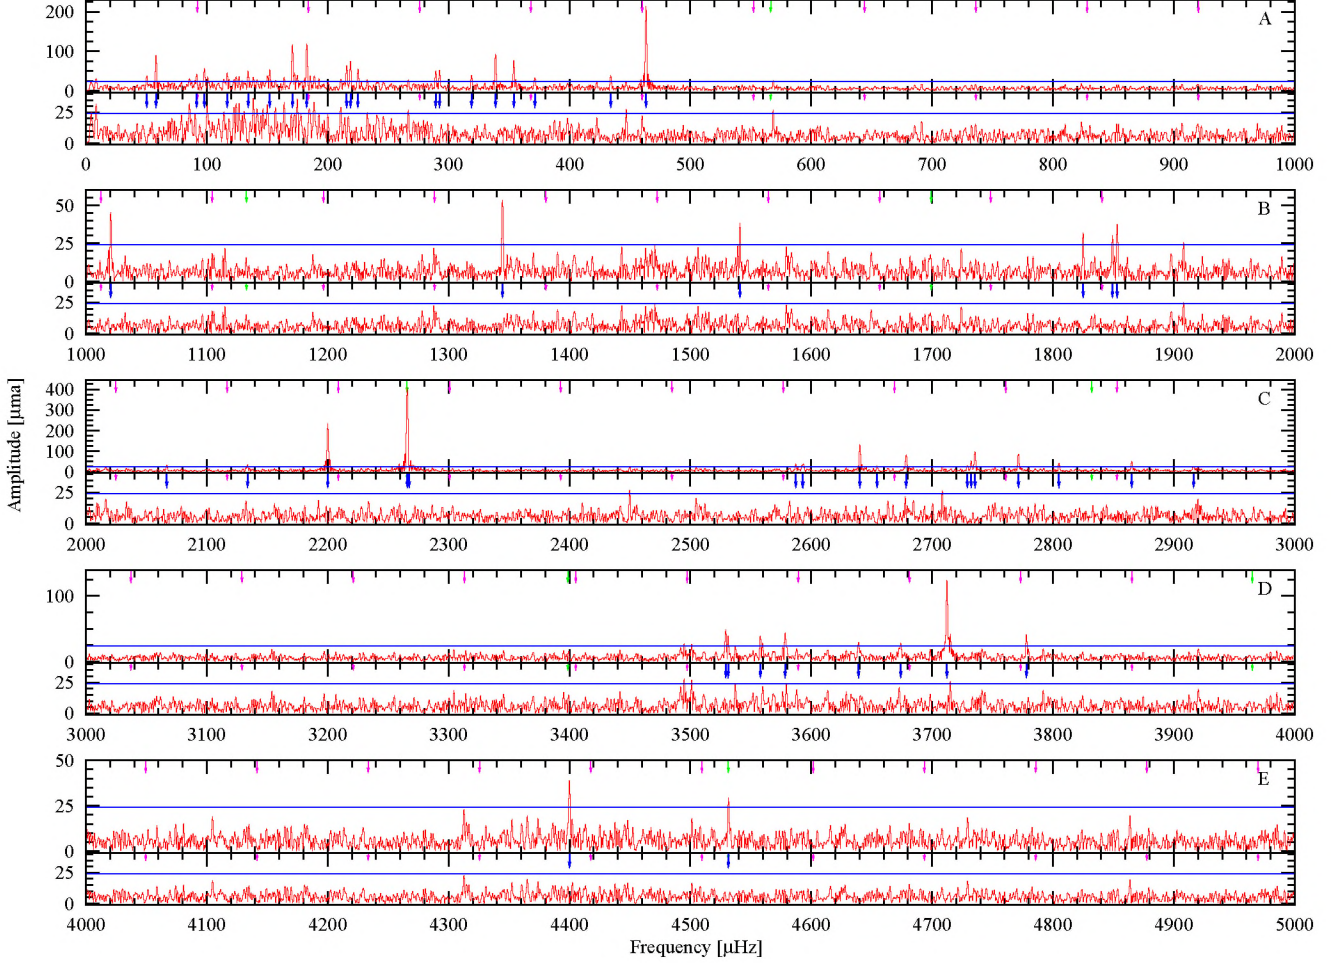 200
100
0
A
25
0
0 100 200 300 400 500 600 700 800 900 1000
50
25
0
B
25
0
1000 1100 1200 1300 1400 1500 1600 1700 1800 1900 2000
400
300
200
100
0
C
25
0
2000 2100 2200 2300 2400 2500 2600 2700 2800 2900 3000
Amplitude [μma]
100
0
D
25
0
3000 3100 3200 3300 3400 3500 3600 3700 3800 3900 4000
50
25
0
E
25
0
4000 4100 4200 4300 4400 4500 4600 4700 4800 4900 5000
Frequency [μHz]